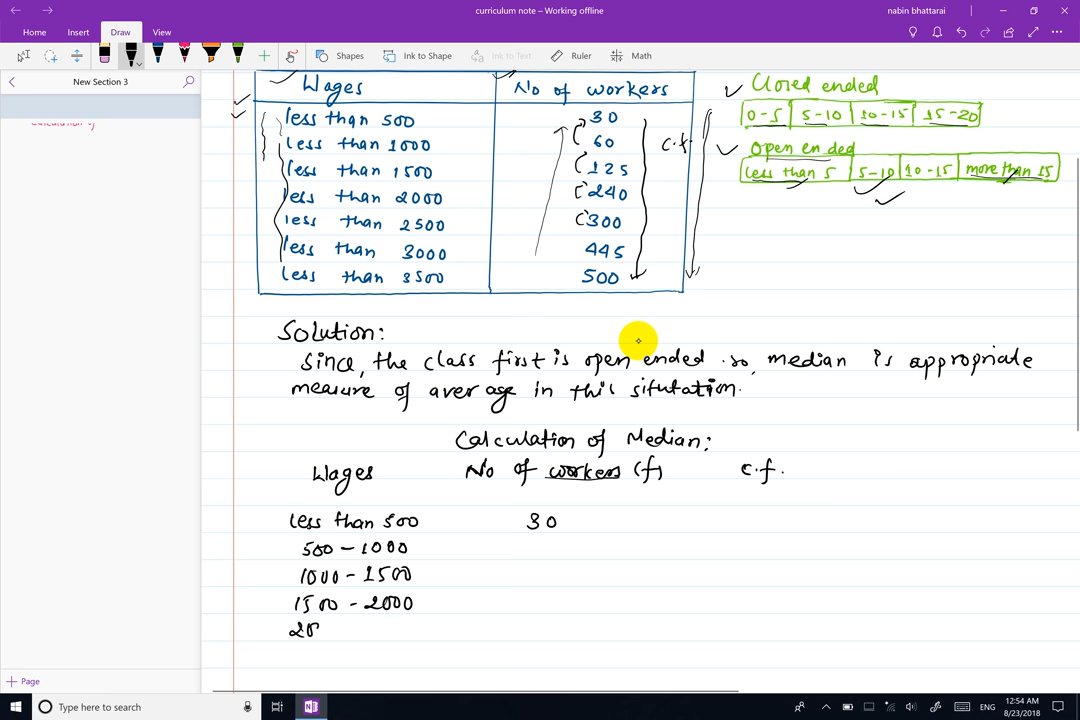 curriculum note – Working offline
nabin bhattarai
Home Insert Draw View
Shapes Ink to Shape Ink to Text Ruler Math
New Section 3
Wages No of workers
less than 500 30
less than 1000 60
less than 1500 125
less than 2000 240
less than 2500 300
less than 3000 445
less than 3500 500
c.f
Closed ended
0-5 5-10 10-15 15-20
Open ended
less than 5 5-10 10-15 more than 15
Solution:
Since, the class first is open ended so, median is appropriate
measure of average in this situtation.
Calculation of Median:
Wages No of workers (f) c.f.
less than 500 30
500 – 1000
1000 – 1500
1500 – 2000
20
+ Page
Type here to search
ENG
12:54 AM
8/23/2018